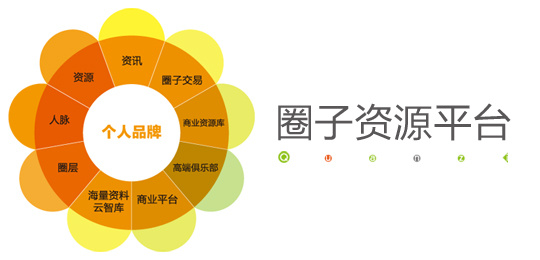 资讯
圈子交易
商业资源库
高端俱乐部
商业平台
海量资料
云智库
圈层
人脉
资源
个人品牌
圈子资源平台
Q u a n z